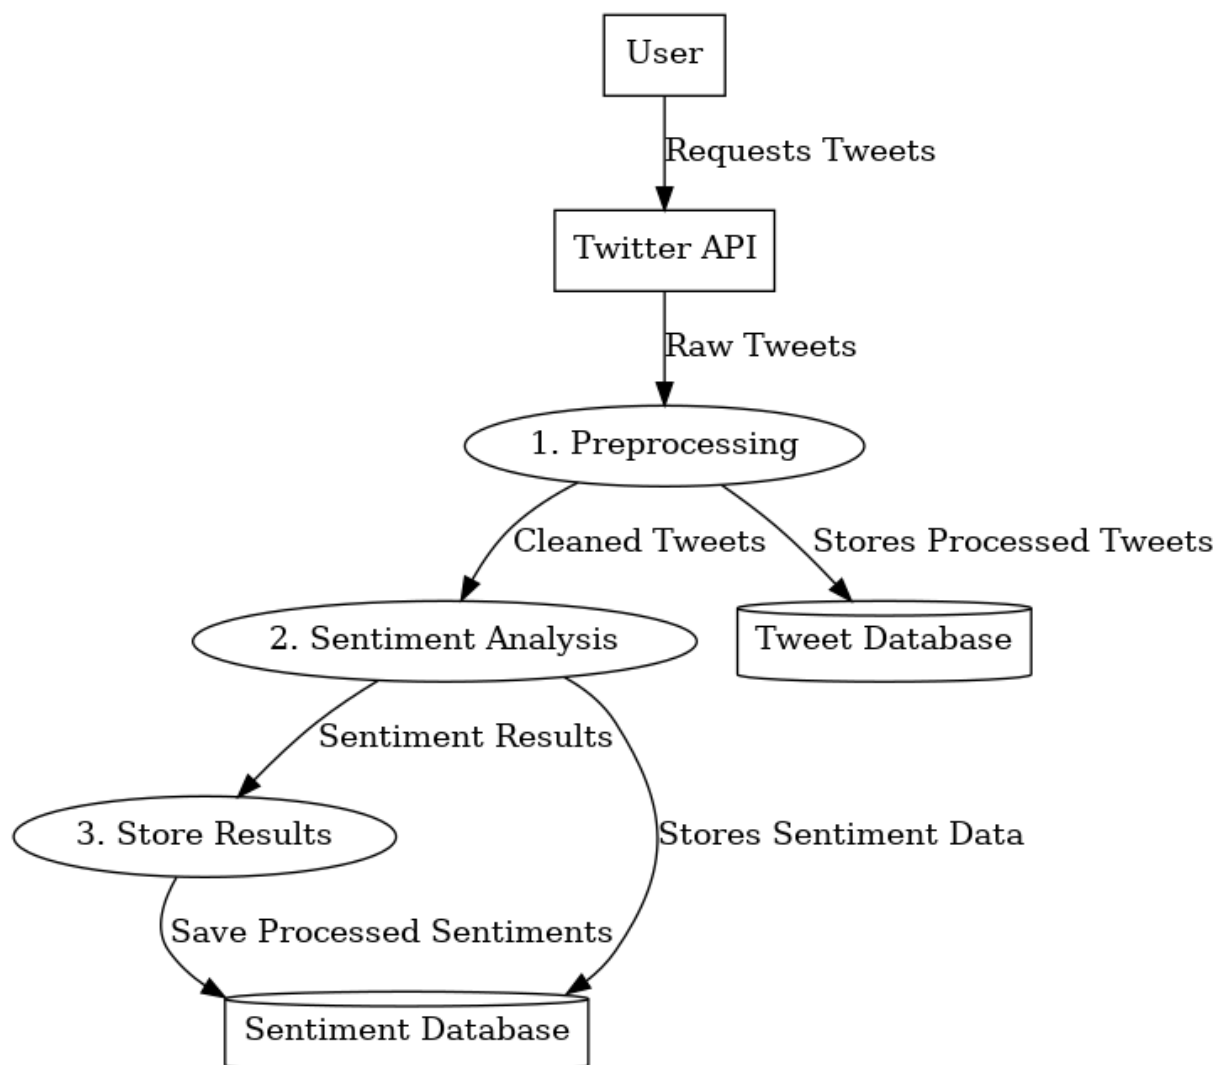 User
Requests Tweets
Twitter API
Raw Tweets
1. Preprocessing
Cleaned Tweets
Stores Processed Tweets
2. Sentiment Analysis
Tweet Database
Sentiment Results
3. Store Results
Stores Sentiment Data
Save Processed Sentiments
Sentiment Database